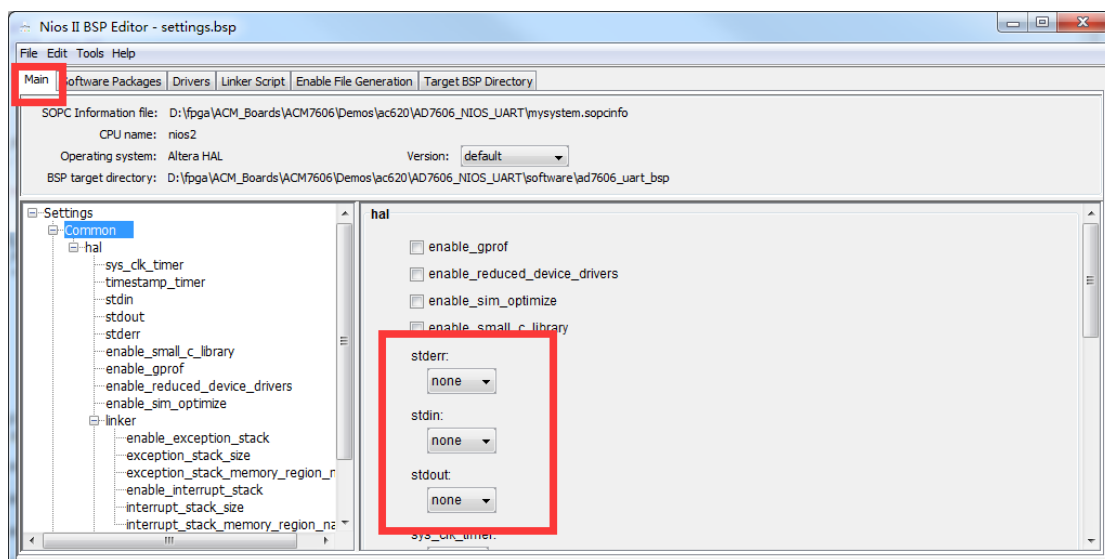 Nios II BSP Editor - settings.bsp
File Edit Tools Help
Main Software Packages Drivers Linker Script Enable File Generation Target BSP Directory
SOPC Information file: D:\fpga\ACM_Boards\ACM7606\Demos\ac620\AD7606_NIOS_UART\mysystem.sopcinfo
CPU name: nios2
Operating system: Altera HAL Version: default
BSP target directory: D:\fpga\ACM_Boards\ACM7606\Demos\ac620\AD7606_NIOS_UART\software\ad7606_uart_bsp
Settings
Common
hal
sys_clk_timer
timestamp_timer
stdin
stdout
stderr
enable_small_c_library
enable_gprof
enable_reduced_device_drivers
enable_sim_optimize
linker
enable_exception_stack
exception_stack_size
exception_stack_memory_region_n
enable_interrupt_stack
interrupt_stack_size
interrupt_stack_memory_region_na
hal
enable_gprof
enable_reduced_device_drivers
enable_sim_optimize
enable_small_c_library
stderr:
none
stdin:
none
stdout:
none
sys_clk_timer: